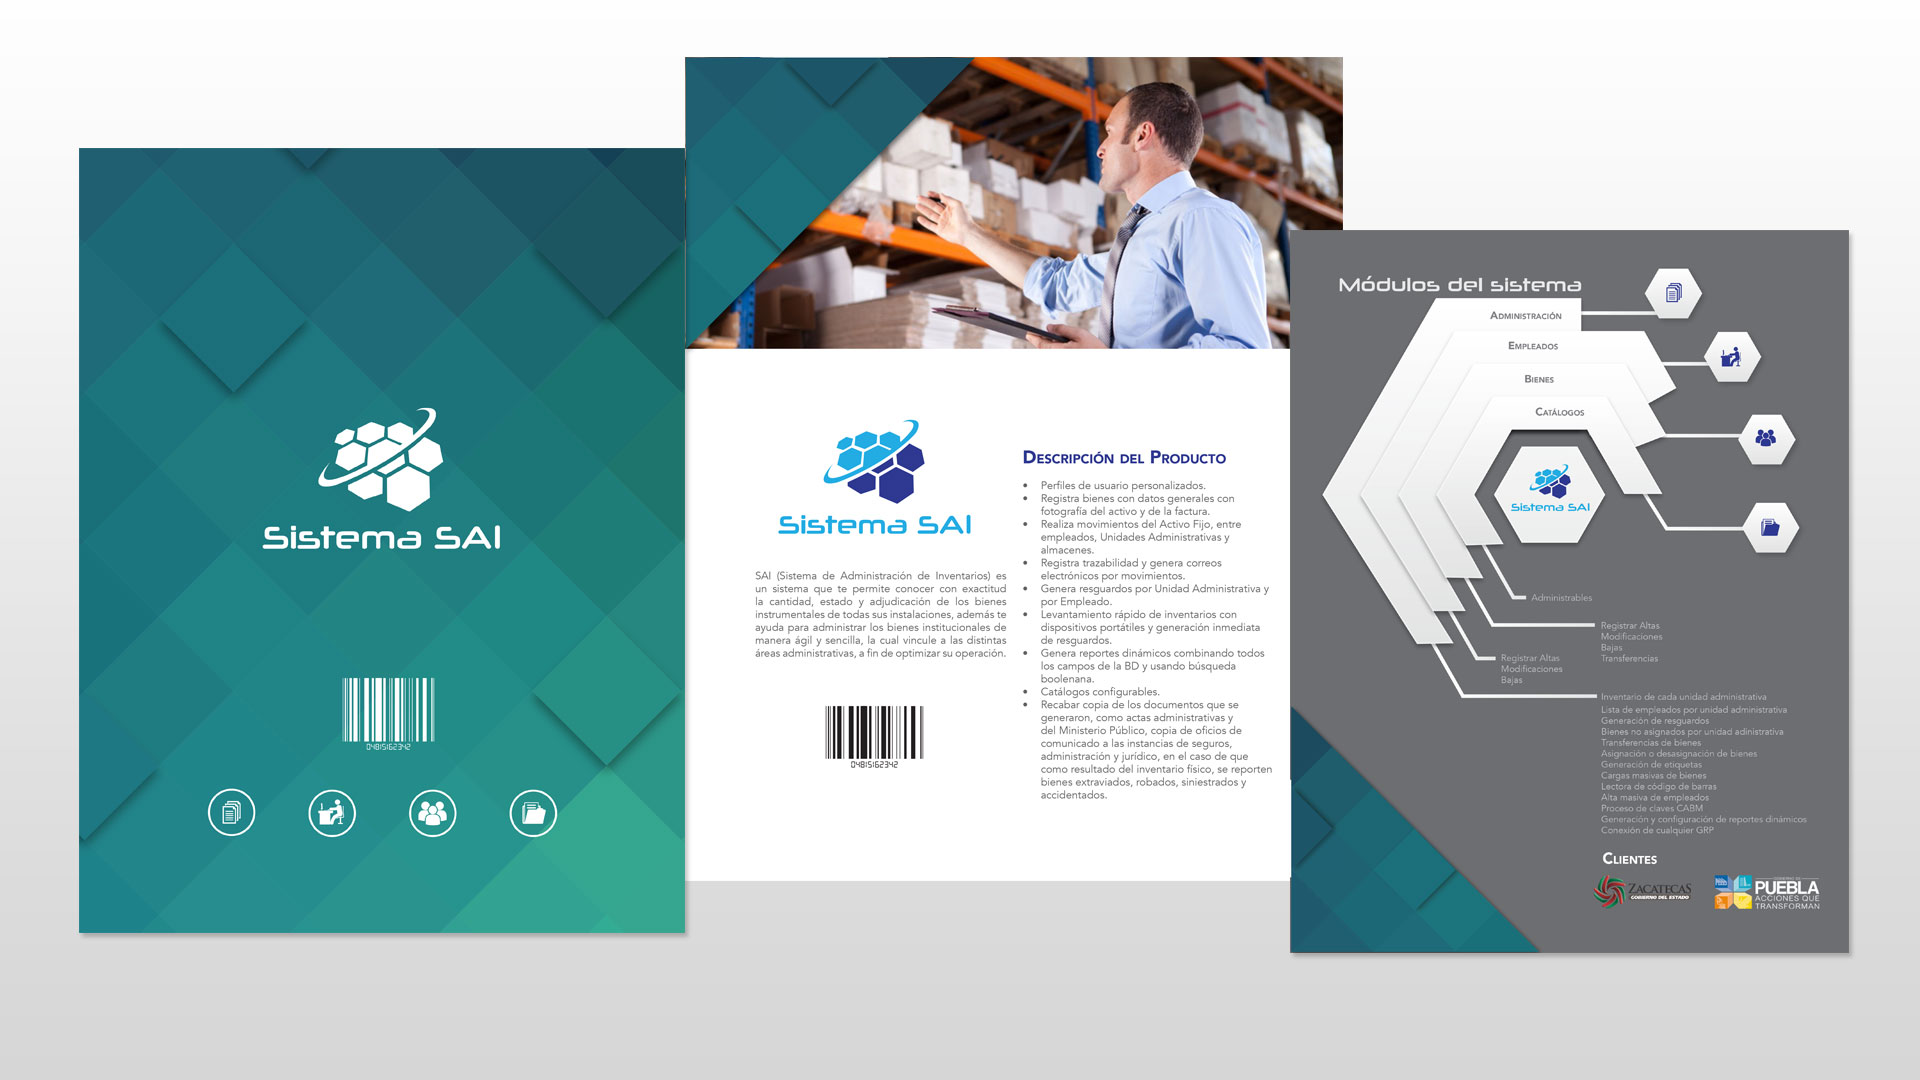 Sistema SAI
04815162342
Sistema SAI
SAI (Sistema de Administración de Inventarios) es
un sistema que te permite conocer con exactitud
la cantidad, estado y adjudicación de los bienes
instrumentales de todas sus instalaciones, además te
ayuda para administrar los bienes institucionales de
manera ágil y sencilla, la cual vincule a las distintas
áreas administrativas, a fin de optimizar su operación.
04815162342
Descripción del Producto
• Perfiles de usuario personalizados.
• Registra bienes con datos generales con
fotografía del activo y de la factura.
• Realiza movimientos del Activo Fijo, entre
empleados, Unidades Administrativas y
almacenes.
• Registra trazabilidad y genera correos
electrónicos por movimientos.
• Genera resguardos por Unidad Administrativa y
por Empleado.
• Levantamiento rápido de inventarios con
dispositivos portátiles y generación inmediata
de resguardos.
• Genera reportes dinámicos combinando todos
los campos de la BD y usando búsqueda
boolenana.
• Catálogos configurables.
• Recabar copia de los documentos que se
generaron, como actas administrativas y
del Ministerio Público, copia de oficios de
comunicado a las instancias de seguros,
administración y jurídico, en el caso de que
como resultado del inventario físico, se reporten
bienes extraviados, robados, siniestrados y
accidentados.
Módulos del sistema
Administración
Empleados
Bienes
Catálogos
Sistema SAI
Administrables
Registrar Altas
Modificaciones
Bajas
Transferencias
Registrar Altas
Modificaciones
Bajas
Inventario de cada unidad administrativa
Lista de empleados por unidad administrativa
Generación de resguardos
Bienes no asignados por unidad adinistrativa
Transferencias de bienes
Asignación o desasignación de bienes
Generación de etiquetas
Cargas masivas de bienes
Lectora de código de barras
Alta masiva de empleados
Proceso de claves CABM
Generación y configuración de reportes dinámicos
Conexión de cualquier GRP
Clientes
ZACATECAS
GOBIERNO DEL ESTADO
PUEBLA
ACCIONES QUE
TRANSFORMAN